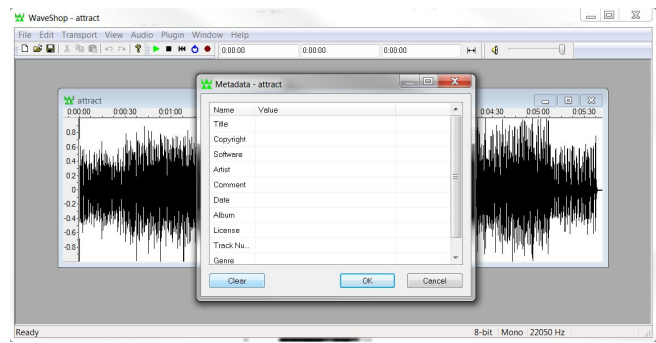 WaveShop - attract
File Edit Transport View Audio Plugin Window Help
0:00:00 0:00:00 0:00:00
Metadata - attract
attract
0:00:00 0:00:30 0:01:00 0:04:30 0:05:00 0:05:30
Name Value
Title
Copyright
Software
Artist
Comment
Date
Album
License
Track Nu...
Genre
0.8
0.6
0.4
0.2
0
-0.2
-0.4
-0.6
-0.8
Clear OK Cancel
Ready 8-bit Mono 22050 Hz